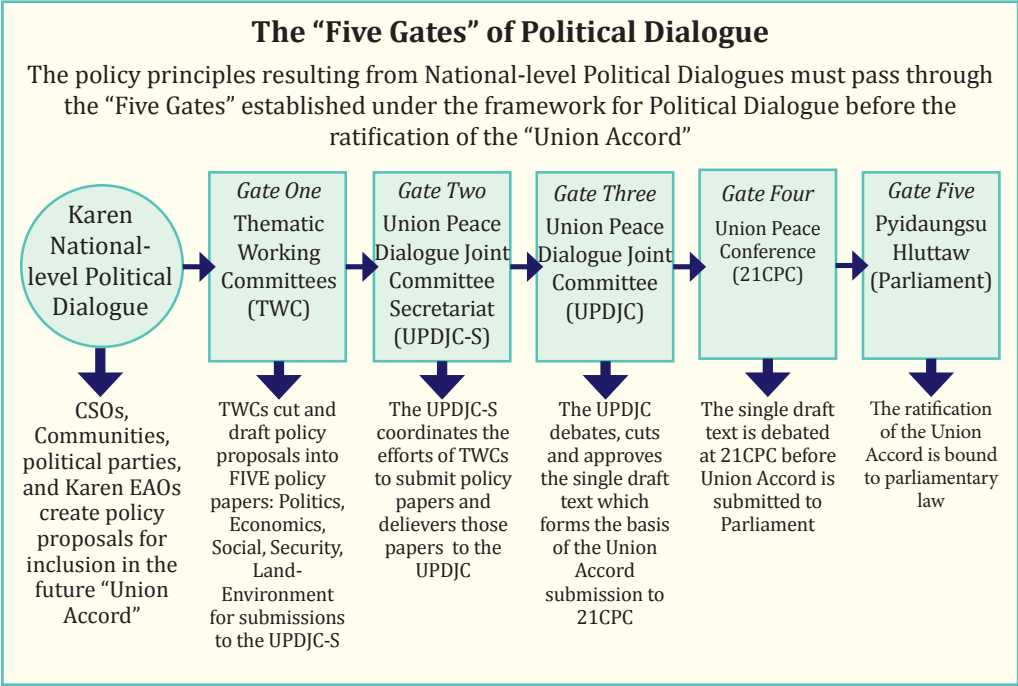 The “Five Gates” of Political Dialogue
The policy principles resulting from National-level Political Dialogues must pass through
the “Five Gates” established under the framework for Political Dialogue before the
ratification of the “Union Accord”
Karen
National-
level Political
Dialogue
Gate One
Thematic
Working
Committees
(TWC)
Gate Two
Union Peace
Dialogue Joint
Committee
Secretariat
(UPDJC-S)
Gate Three
Union Peace
Dialogue Joint
Committee
(UPDJC)
Gate Four
Union Peace
Conference
(21CPC)
Gate Five
Pyidaungsu
Hluttaw
(Parliament)
CSOs,
Communities,
political parties,
and Karen EAOs
create policy
proposals for
inclusion in the
future “Union
Accord”
TWCs cut and
draft policy
proposals into
FIVE policy
papers: Politics,
Economics,
Social, Security,
Land-
Environment
for submissions
to the UPDJC-S
The UPDJC-S
coordinates the
efforts of TWCs
to submit policy
papers and
delievers those
papers to the
UPDJC
The UPDJC
debates, cuts
and approves
the single draft
text which
forms the basis
of the Union
Accord
submission to
21CPC
The single draft
text is debated
at 21CPC before
Union Accord is
submitted to
Parliament
The ratification
of the Union
Accord is bound
to parliamentary
law